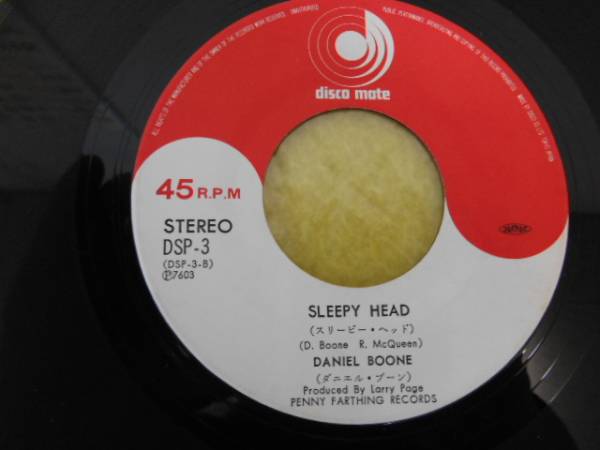 disco mate
45 R.P.M
STEREO
DSP-3
(DSP-3-B)
Ⓟ7603
SLEEPY HEAD
(スリーピー・ヘッド)
(D. Boone R. McQueen)
DANIEL BOONE
(ダニエル・ブーン)
Produced by Larry Page
PENNY FARTHING RECORDS